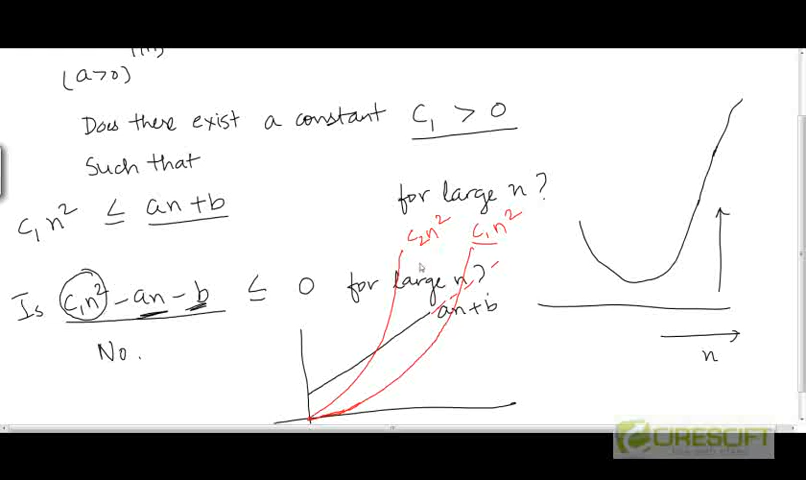 (a>0)
Does there exist a constant C₁ > 0
Such that
C₁n² ≤ an+b
for large n?
C₂n² C₁n²
Is C₁n² - an - b ≤ 0 for large n?
an+b
No.
n
CIRESCIFT